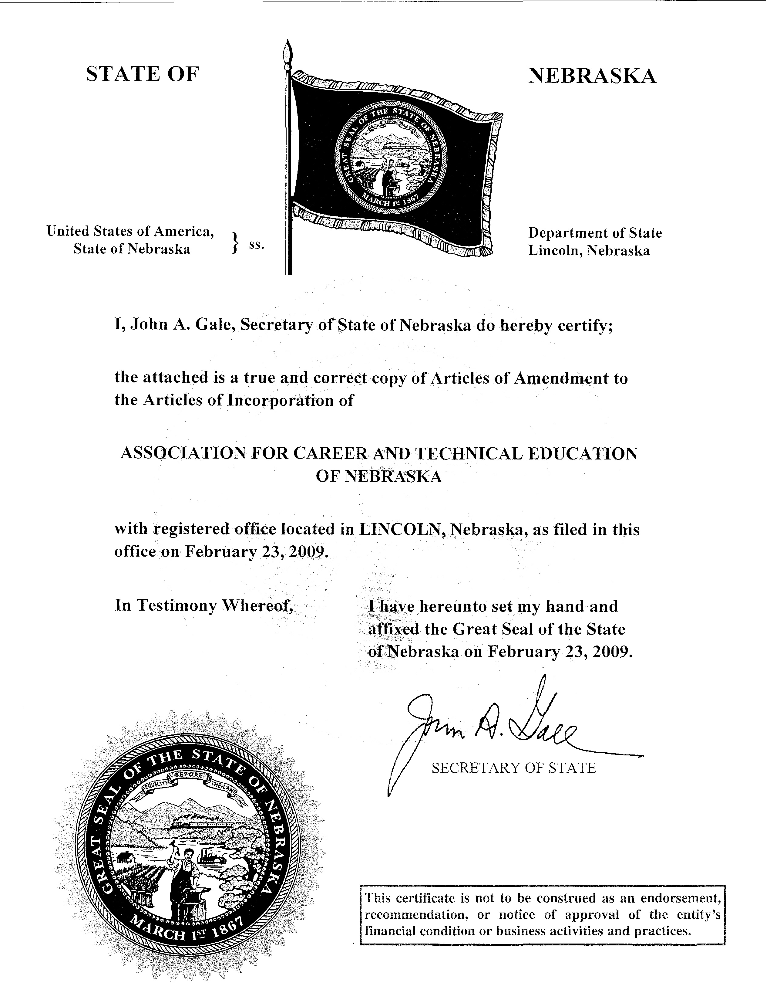 STATE OF
NEBRASKA
GREAT SEAL OF THE STATE OF NEBRASKA
EQUALITY BEFORE THE LAW
MARCH 1ST 1867
United States of America,
State of Nebraska
} ss.
Department of State
Lincoln, Nebraska
I, John A. Gale, Secretary of State of Nebraska do hereby certify;
the attached is a true and correct copy of Articles of Amendment to
the Articles of Incorporation of
ASSOCIATION FOR CAREER AND TECHNICAL EDUCATION
OF NEBRASKA
with registered office located in LINCOLN, Nebraska, as filed in this
office on February 23, 2009.
In Testimony Whereof,
I have hereunto set my hand and
affixed the Great Seal of the State
of Nebraska on February 23, 2009.
John A. Gale
SECRETARY OF STATE
GREAT SEAL OF THE STATE OF NEBRASKA
EQUALITY BEFORE THE LAW
MARCH 1ST 1867
This certificate is not to be construed as an endorsement,
recommendation, or notice of approval of the entity's
financial condition or business activities and practices.